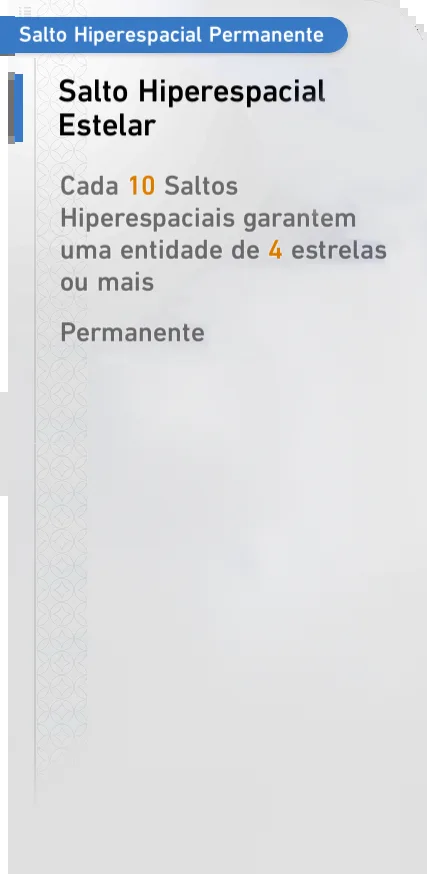 Salto Hiperespacial Permanente
Salto Hiperespacial
Estelar
Cada 10 Saltos
Hiperespaciais garantem
uma entidade de 4 estrelas
ou mais
Permanente